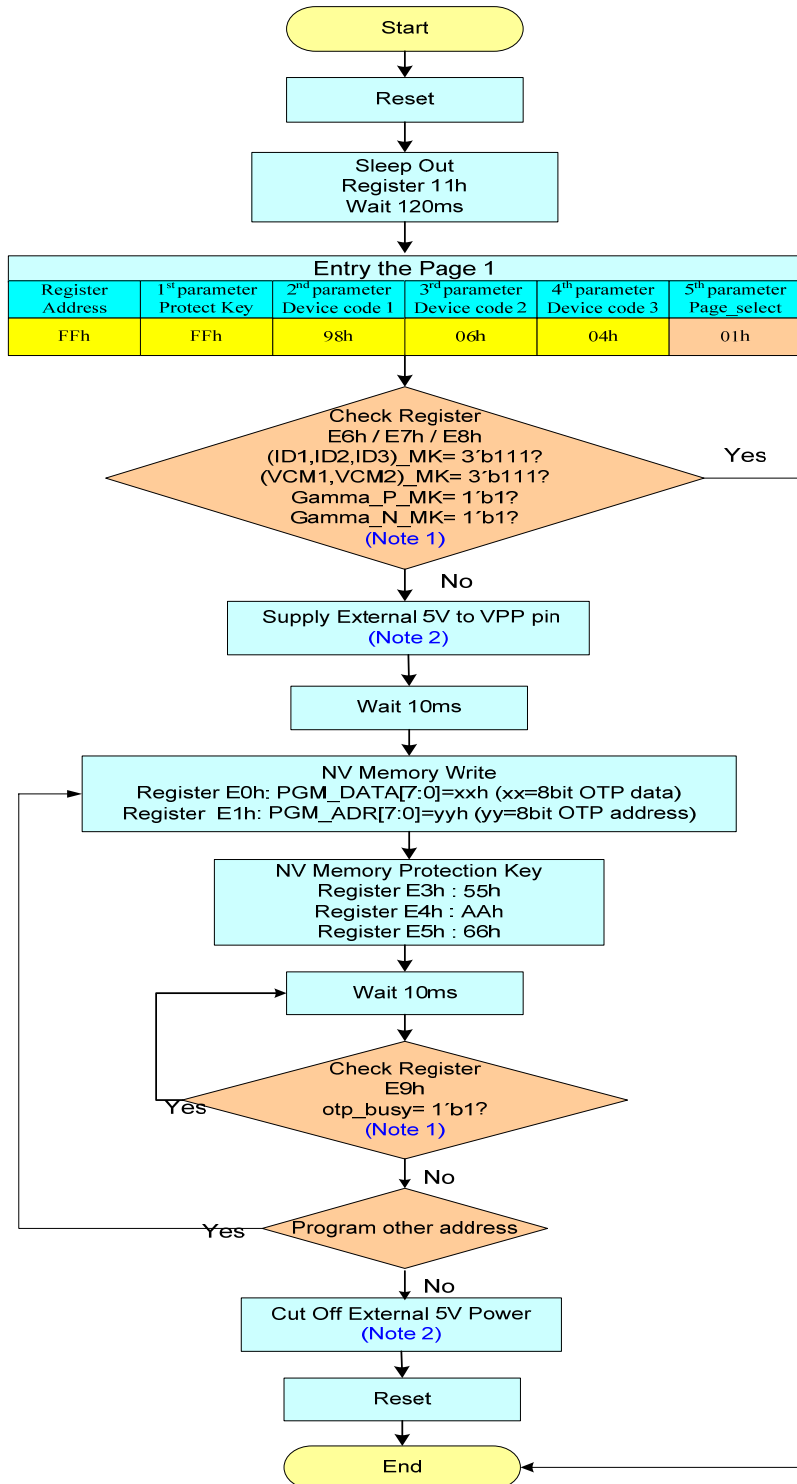 Start
Reset
Sleep Out
Register 11h
Wait 120ms
Entry the Page 1
Register Address
1st parameter Protect Key
2nd parameter Device code 1
3rd parameter Device code 2
4th parameter Device code 3
5th parameter Page_select
FFh
FFh
98h
06h
04h
01h
Check Register
E6h / E7h / E8h
(ID1,ID2,ID3)_MK= 3´b111?
(VCM1,VCM2)_MK= 3´b111?
Gamma_P_MK= 1´b1?
Gamma_N_MK= 1´b1?
(Note 1)
Yes
No
Supply External 5V to VPP pin
(Note 2)
Wait 10ms
NV Memory Write
Register E0h: PGM_DATA[7:0]=xxh (xx=8bit OTP data)
Register E1h: PGM_ADR[7:0]=yyh (yy=8bit OTP address)
NV Memory Protection Key
Register E3h : 55h
Register E4h : AAh
Register E5h : 66h
Wait 10ms
Check Register
E9h
otp_busy= 1´b1?
(Note 1)
Yes
No
Program other address
Yes
No
Cut Off External 5V Power
(Note 2)
Reset
End